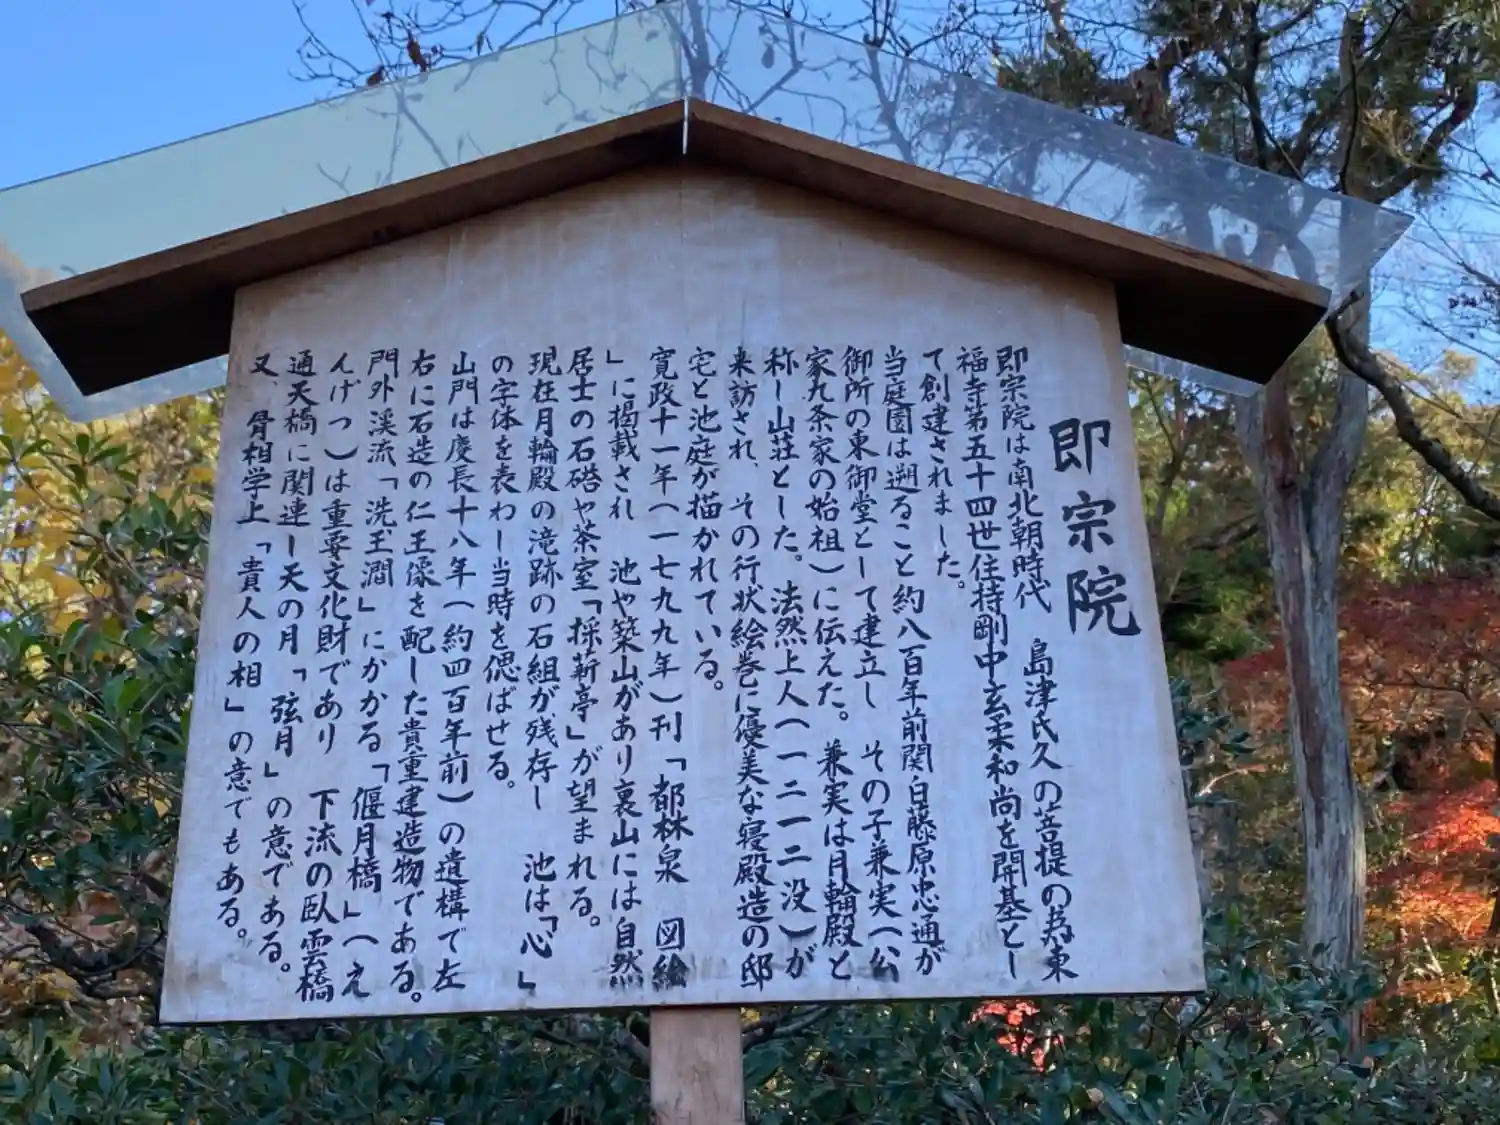 即宗院
即宗院は南北朝時代 島津氏久の菩提の為東
福寺第五十四世住持剛中玄柔和尚を開基とし
て創建されました。
当庭園は遡ること約八百年前関白藤原忠通が
御所の東御堂として建立し その子兼実(公
家九条家の始祖)に伝えた。兼実は月輪殿と
称し山荘とした。法然上人(一二一二没)が
来訪され、その行状絵巻に優美な寝殿造の邸
宅と池庭が描かれている。
寛政十一年(一七九九年)刊「都林泉 図絵
」に掲載され 池や築山があり裏山には自然
居士の石碁や茶室「採薪亭」が望まれる。
現在月輪殿の滝跡の石組が残存し 池は「心」
の字体を表わし当時を偲ばせる。
山門は慶長十八年(約四百年前)の遺構で左
右に石造の仁王像を配した貴重建造物である。
門外渓流「洗玉澗」にかかる「偃月橋」(え
んげつ)は重要文化財であり 下流の臥雲橋
通天橋に関連し天の月「弦月」の意である。
又、骨相学上「貴人の相」の意でもある。